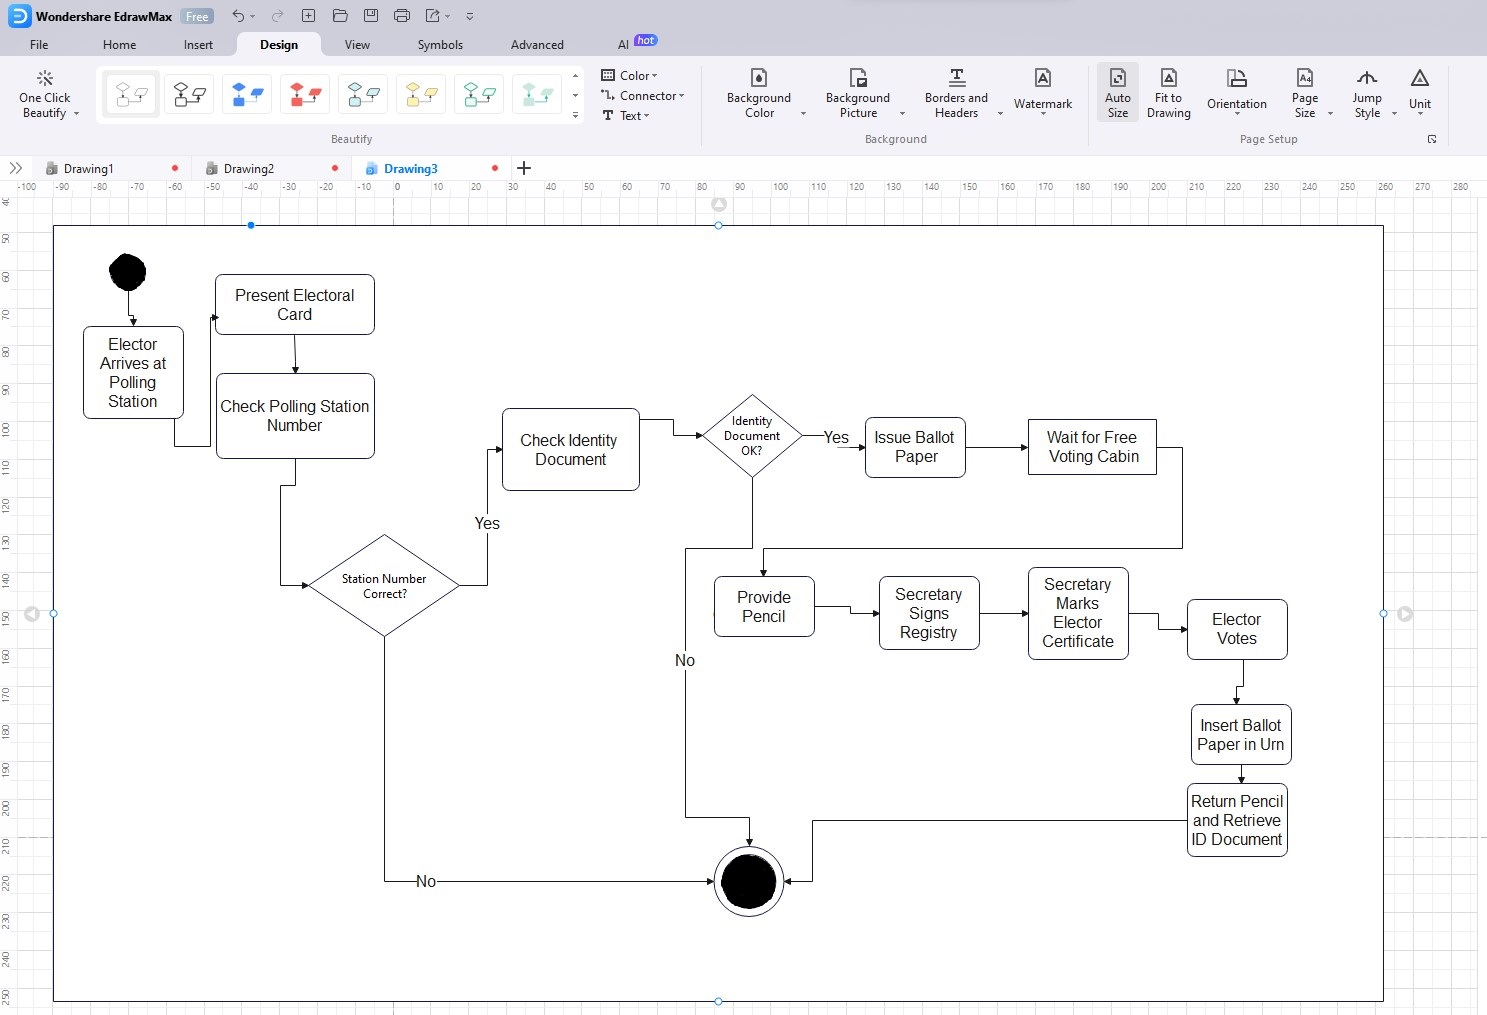 Wondershare EdrawMax Free
File Home Insert Design View Symbols Advanced AI hot
One Click
Beautify
Color
Connector
Text
Beautify
Background
Color
Background
Picture
Borders and
Headers
Watermark
Background
Auto
Size
Fit to
Drawing
Orientation
Page
Size
Jump
Style
Unit
Page Setup
Drawing1 Drawing2 Drawing3
-100 -90 -80 -70 -60 -50 -40 -30 -20 -10 0 10 20 30 40 50 60 70 80 90 100 110 120 130 140 150 160 170 180 190 200 210 220 230 240 250 260 270 280
40
50
60
70
80
90
100
110
120
130
140
150
160
170
180
190
200
210
220
230
240
250
Elector
Arrives at
Polling
Station
Present Electoral
Card
Check Polling Station
Number
Station Number
Correct?
Yes
No
Check Identity
Document
Identity
Document
OK?
Yes
No
Issue Ballot
Paper
Wait for Free
Voting Cabin
Provide
Pencil
Secretary
Signs
Registry
Secretary
Marks
Elector
Certificate
Elector
Votes
Insert Ballot
Paper in Urn
Return Pencil
and Retrieve
ID Document